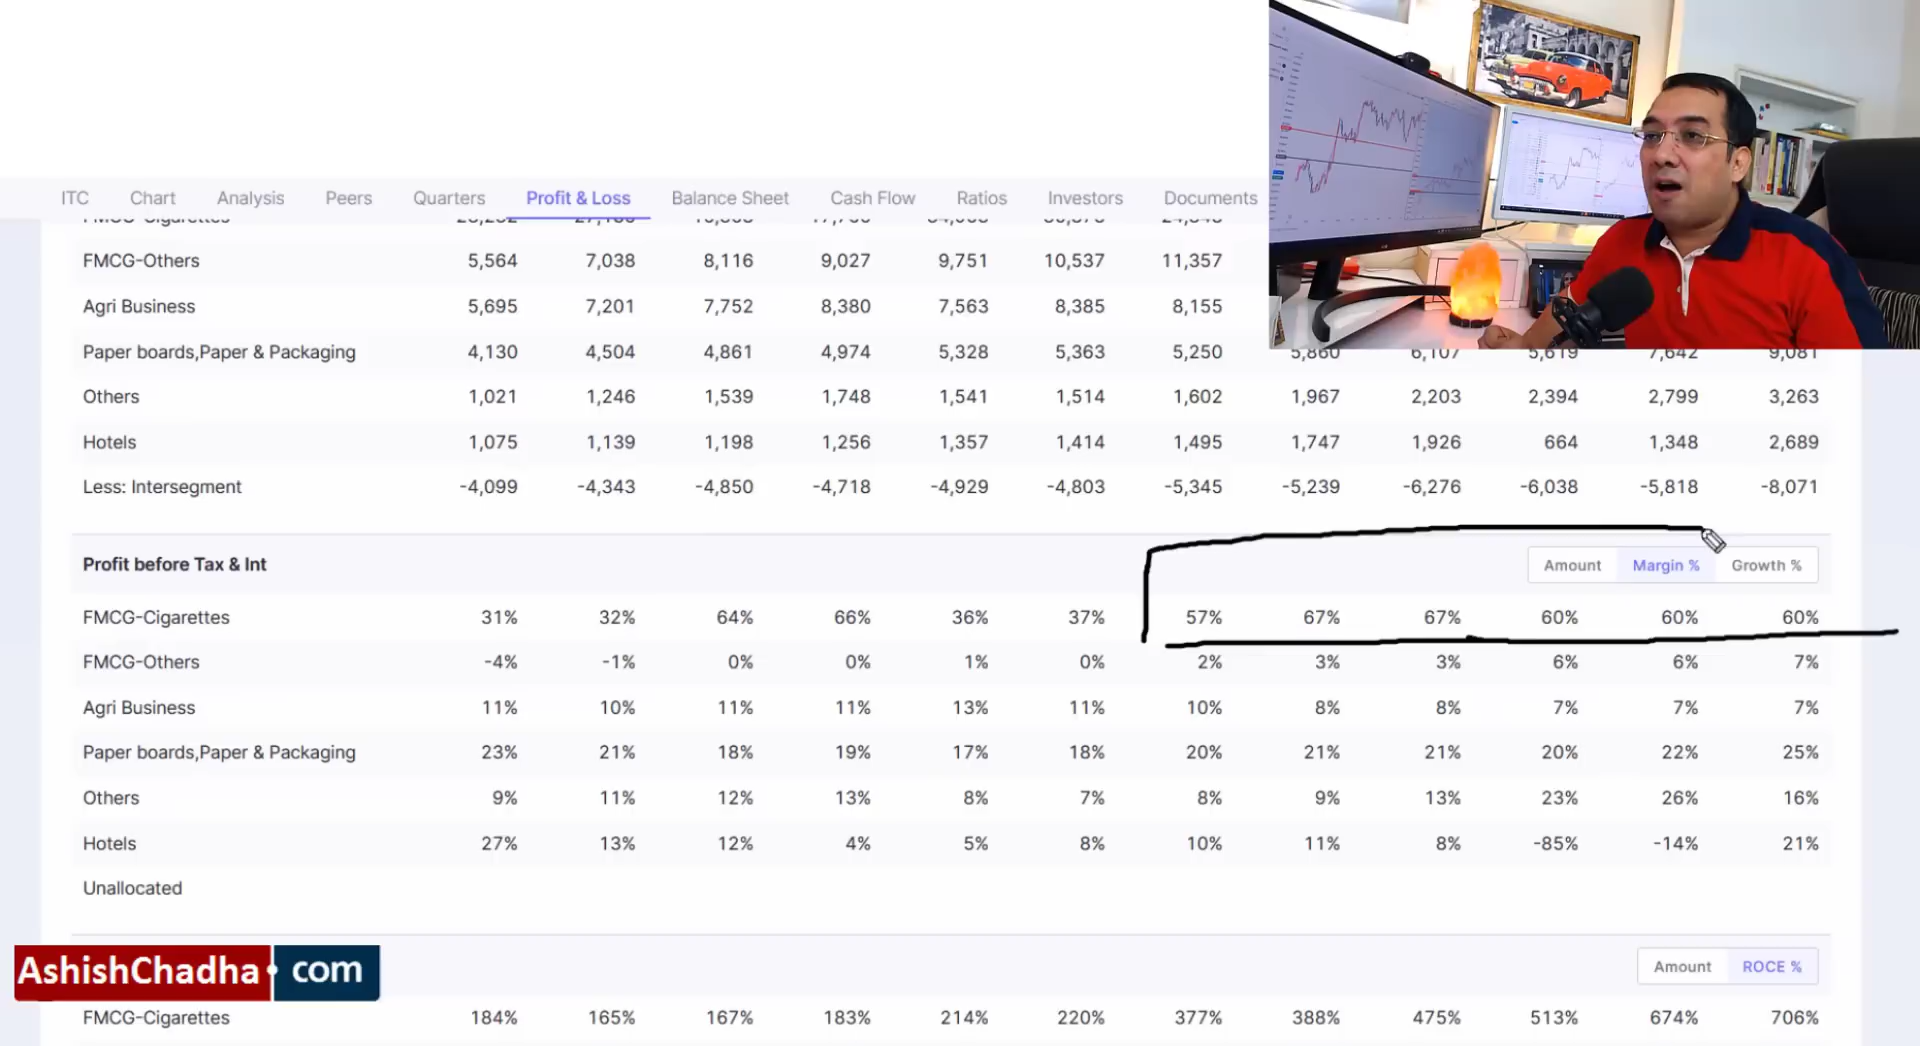 ITC Chart Analysis Peers Quarters Profit & Loss Balance Sheet Cash Flow Ratios Investors Documents
FMCG-Cigarettes
FMCG-Others 5,564 7,038 8,116 9,027 9,751 10,537 11,357
Agri Business 5,695 7,201 7,752 8,380 7,563 8,385 8,155
Paper boards,Paper & Packaging 4,130 4,504 4,861 4,974 5,328 5,363 5,250 5,860 6,107 5,619 7,642 9,081
Others 1,021 1,246 1,539 1,748 1,541 1,514 1,602 1,967 2,203 2,394 2,799 3,263
Hotels 1,075 1,139 1,198 1,256 1,357 1,414 1,495 1,747 1,926 664 1,348 2,689
Less: Intersegment -4,099 -4,343 -4,850 -4,718 -4,929 -4,803 -5,345 -5,239 -6,276 -6,038 -5,818 -8,071
Profit before Tax & Int Amount Margin % Growth %
FMCG-Cigarettes 31% 32% 64% 66% 36% 37% 57% 67% 67% 60% 60% 60%
FMCG-Others -4% -1% 0% 0% 1% 0% 2% 3% 3% 6% 6% 7%
Agri Business 11% 10% 11% 11% 13% 11% 10% 8% 8% 7% 7% 7%
Paper boards,Paper & Packaging 23% 21% 18% 19% 17% 18% 20% 21% 21% 20% 22% 25%
Others 9% 11% 12% 13% 8% 7% 8% 9% 13% 23% 26% 16%
Hotels 27% 13% 12% 4% 5% 8% 10% 11% 8% -85% -14% 21%
Unallocated
AshishChadha.com
Amount ROCE %
FMCG-Cigarettes 184% 165% 167% 183% 214% 220% 377% 388% 475% 513% 674% 706%